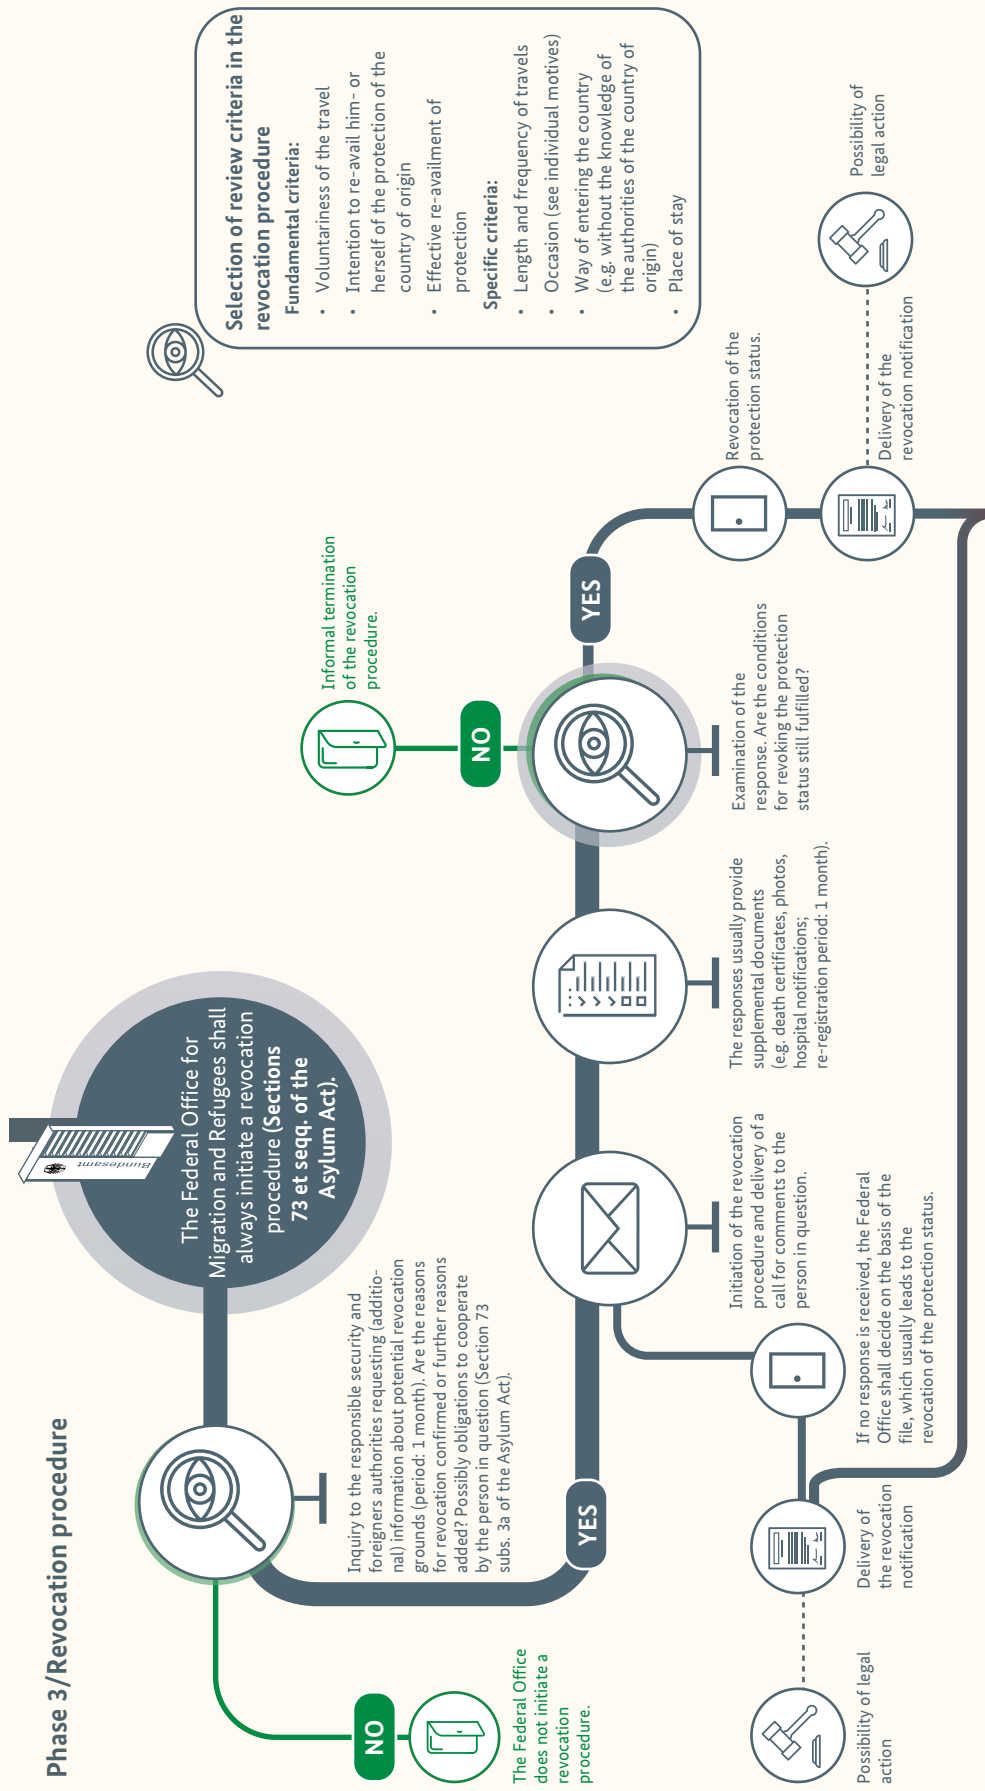 Phase 3/Revocation procedure
Bundesamt
The Federal Office for
Migration and Refugees shall
always initiate a revocation
procedure (Sections
73 et seqq. of the
Asylum Act).
Inquiry to the responsible security and
foreigners authorities requesting (additio-
nal) information about potential revocation
grounds (period: 1 month). Are the reasons
for revocation confirmed or further reasons
added? Possibly obligations to cooperate
by the person in question (Section 73
subs. 3a of the Asylum Act).
NO
The Federal Office
does not initiate a
revocation
procedure.
YES
Initiation of the revocation
procedure and delivery of a
call for comments to the
person in question.
If no response is received, the Federal
Office shall decide on the basis of the
file, which usually leads to the
revocation of the protection status.
Delivery of
the revocation
notification
Possibility of legal
action
The responses usually provide
supplemental documents
(e.g. death certificates, photos,
hospital notifications;
re-registration period: 1 month).
Examination of the
response. Are the conditions
for revoking the protection
status still fulfilled?
NO
Informal termination
of the revocation
procedure.
YES
Revocation of the
protection status.
Delivery of the
revocation notification
Possibility of
legal action
Selection of review criteria in the
revocation procedure
Fundamental criteria:
• Voluntariness of the travel
• Intention to re-avail him- or
herself of the protection of the
country of origin
• Effective re-availment of
protection
Specific criteria:
• Length and frequency of travels
• Occasion (see individual motives)
• Way of entering the country
(e.g. without the knowledge of
the authorities of the country of
origin)
• Place of stay